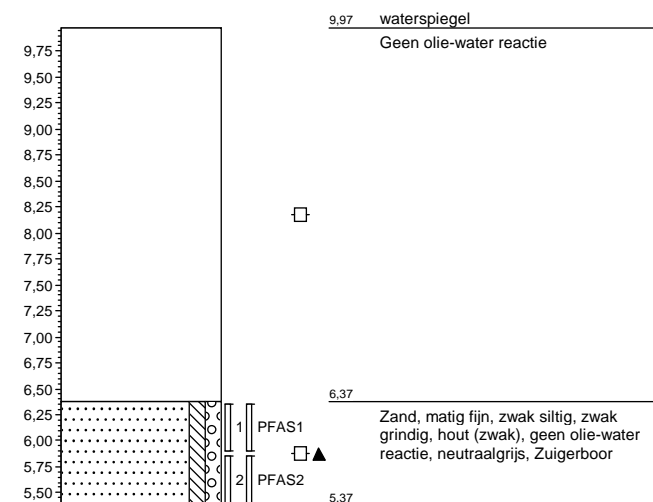 9,97 waterspiegel
Geen olie-water reactie
9,75
9,50
9,25
9,00
8,75
8,50
8,25
8,00
7,75
7,50
7,25
7,00
6,75
6,50
6,37
6,25
6,00
5,75
5,50
1 PFAS1
2 PFAS2
Zand, matig fijn, zwak siltig, zwak
grindig, hout (zwak), geen olie-water
reactie, neutraalgrijs, Zuigerboor
5,37